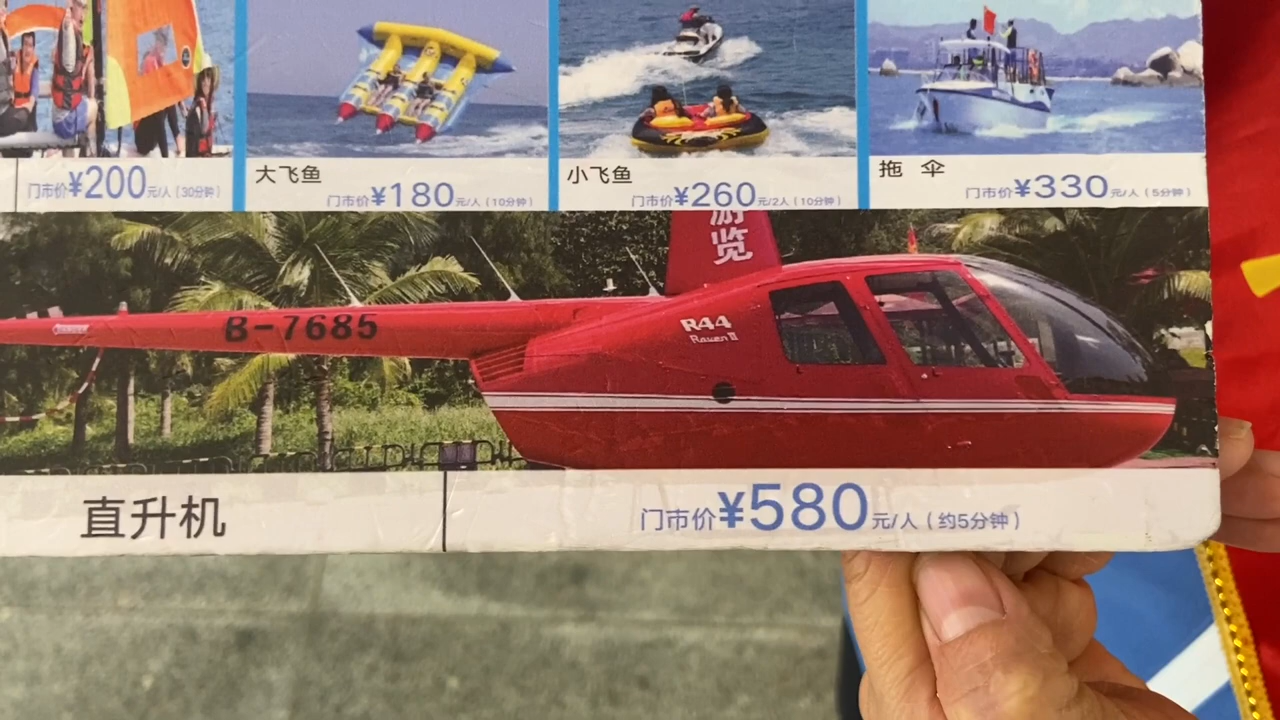 门市价¥200元/人(30分钟)
大飞鱼
门市价¥180元/人(10分钟)
小飞鱼
门市价¥260元/2人(10分钟)
拖 伞
门市价¥330元/人(5分钟)
游览
B-7685
R44
Raven II
直升机
门市价¥580元/人(约5分钟)